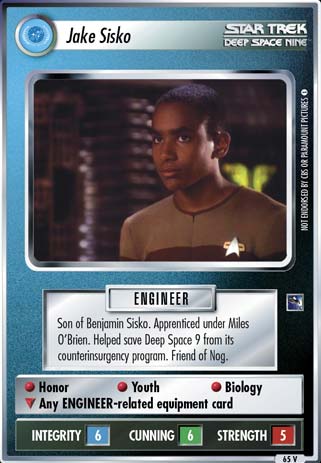 Jake Sisko
STAR TREK
DEEP SPACE NINE
NOT ENDORSED BY CBS OR PARAMOUNT PICTURES
ENGINEER
Son of Benjamin Sisko. Apprenticed under Miles
O'Brien. Helped save Deep Space 9 from its
counterinsurgency program. Friend of Nog.
Honor Youth Biology
Any ENGINEER-related equipment card
INTEGRITY 6 CUNNING 6 STRENGTH 5
65 V